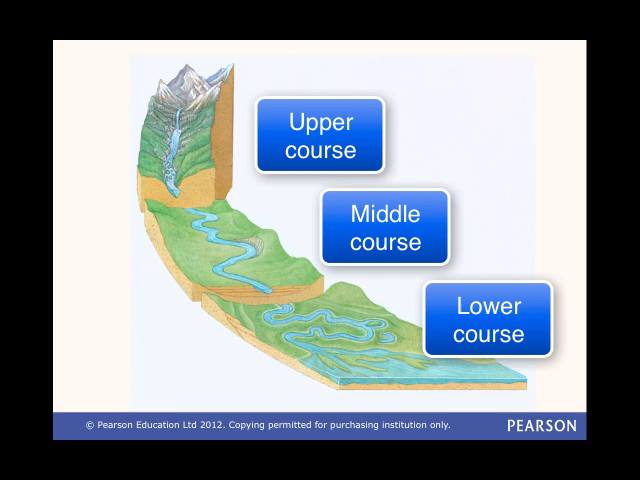 Upper
course
Middle
course
Lower
course
© Pearson Education Ltd 2012. Copying permitted for purchasing institution only.
PEARSON